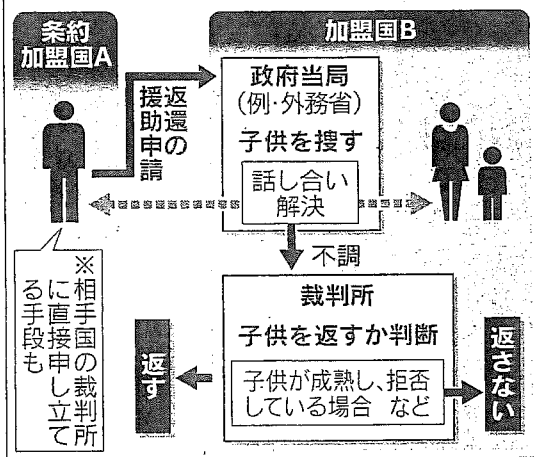 条約
加盟国A
加盟国B
返還の
援助申請
政府当局
(例・外務省)
子供を捜す
話し合い
解決
不調
※相手国の裁判所
に直接申し立て
る手段も
裁判所
子供を返すか判断
子供が成熟し、拒否
している場合 など
返す
返さない